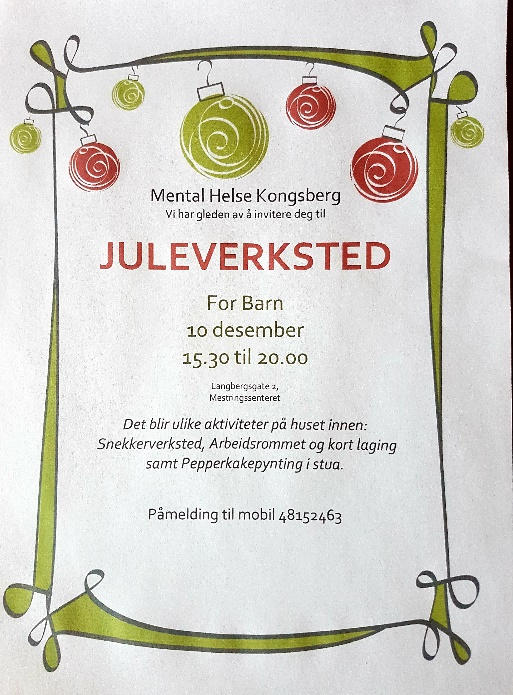 Mental Helse Kongsberg
Vi har gleden av å invitere deg til
JULEVERKSTED
For Barn
10 desember
15.30 til 20.00
Langbergsgate 2,
Mestringssenteret
Det blir ulike aktiviteter på huset innen:
Snekkerverksted, Arbeidsrommet og kort laging
samt Pepperkakepynting i stua.
Påmelding til mobil 48152463